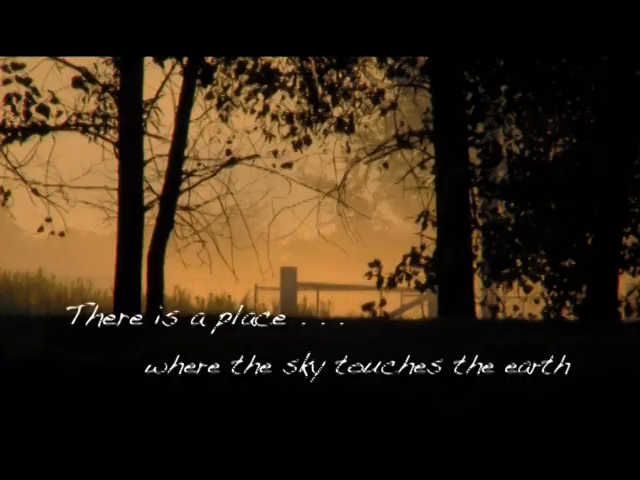 There is a place . . .
where the sky touches the earth